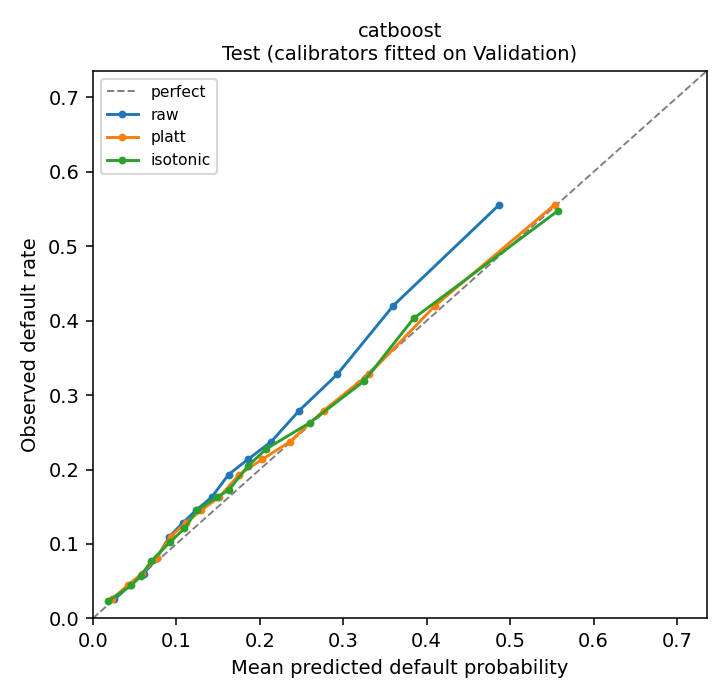 catboost
Test (calibrators fitted on Validation)
perfect
raw
platt
isotonic
0.7
0.6
0.5
0.4
0.3
0.2
0.1
0.0
Observed default rate
0.0 0.1 0.2 0.3 0.4 0.5 0.6 0.7
Mean predicted default probability